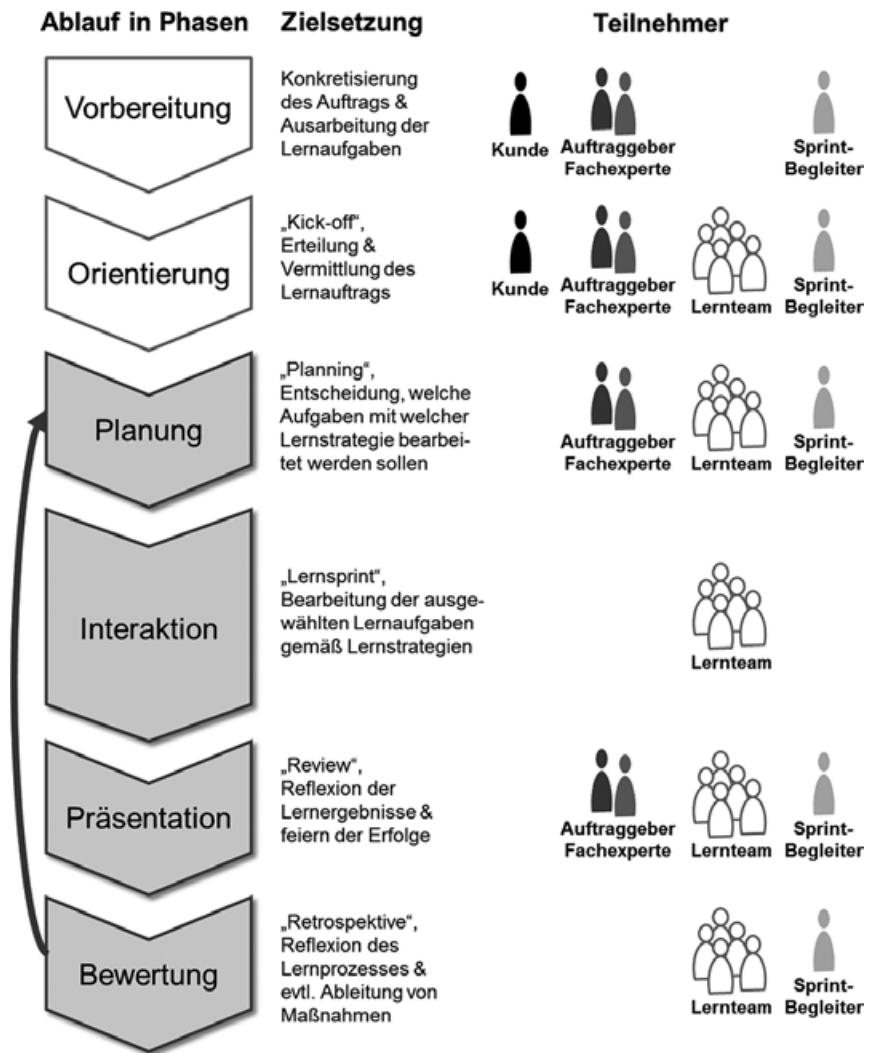 Ablauf in Phasen Zielsetzung Teilnehmer
Vorbereitung
Konkretisierung
des Auftrags &
Ausarbeitung der
Lernaufgaben
Kunde
Auftraggeber
Fachexperte
Sprint-
Begleiter
Orientierung
„Kick-off“,
Erteilung &
Vermittlung des
Lernauftrags
Kunde
Auftraggeber
Fachexperte
Lernteam
Sprint-
Begleiter
Planung
„Planning“,
Entscheidung, welche
Aufgaben mit welcher
Lernstrategie bearbei-
tet werden sollen
Auftraggeber
Fachexperte
Lernteam
Sprint-
Begleiter
Interaktion
„Lernsprint“,
Bearbeitung der ausge-
wählten Lernaufgaben
gemäß Lernstrategien
Lernteam
Präsentation
„Review“,
Reflexion der
Lernergebnisse &
feiern der Erfolge
Auftraggeber
Fachexperte
Lernteam
Sprint-
Begleiter
Bewertung
„Retrospektive“,
Reflexion des
Lernprozesses &
evtl. Ableitung von
Maßnahmen
Lernteam
Sprint-
Begleiter